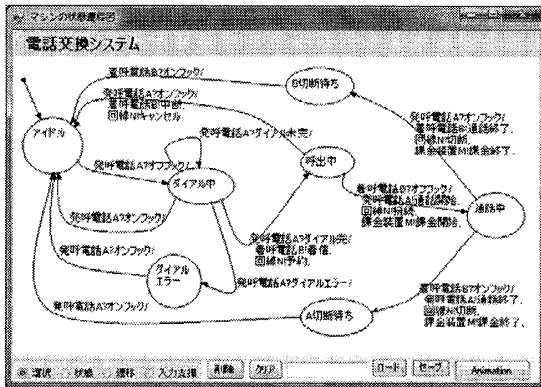 マシンの状態遷移図
電話交換システム
着呼電話B?オンフック/
発呼電話A?オンフック/
着呼電話B!中断,
回線N!キャンセル,
B切断待ち
発呼電話A?オンフック/
着呼電話B!通話終了,
回線N!切断,
課金装置M!課金終了,
アイドル
発呼電話A?ダイアル未完/
呼出中
発呼電話A?オフフック/
ダイアル中
着呼電話B?オフフック/
発呼電話A!通話開始,
回線N!接続,
課金装置M!課金開始,
通話中
発呼電話A?オンフック/
発呼電話A?ダイアル完/
着呼電話B!着信,
回線N!予約,
発呼電話A?オンフック/
ダイアル
エラー
発呼電話A?ダイアルエラー/
着呼電話B?オンフック/
発呼電話A!通話終了,
回線N!切断,
課金装置M!課金終了,
発呼電話A?オンフック/
A切断待ち
選択
状態
遷移
入力支援
削除
クリア
ロード
セーブ
Animation